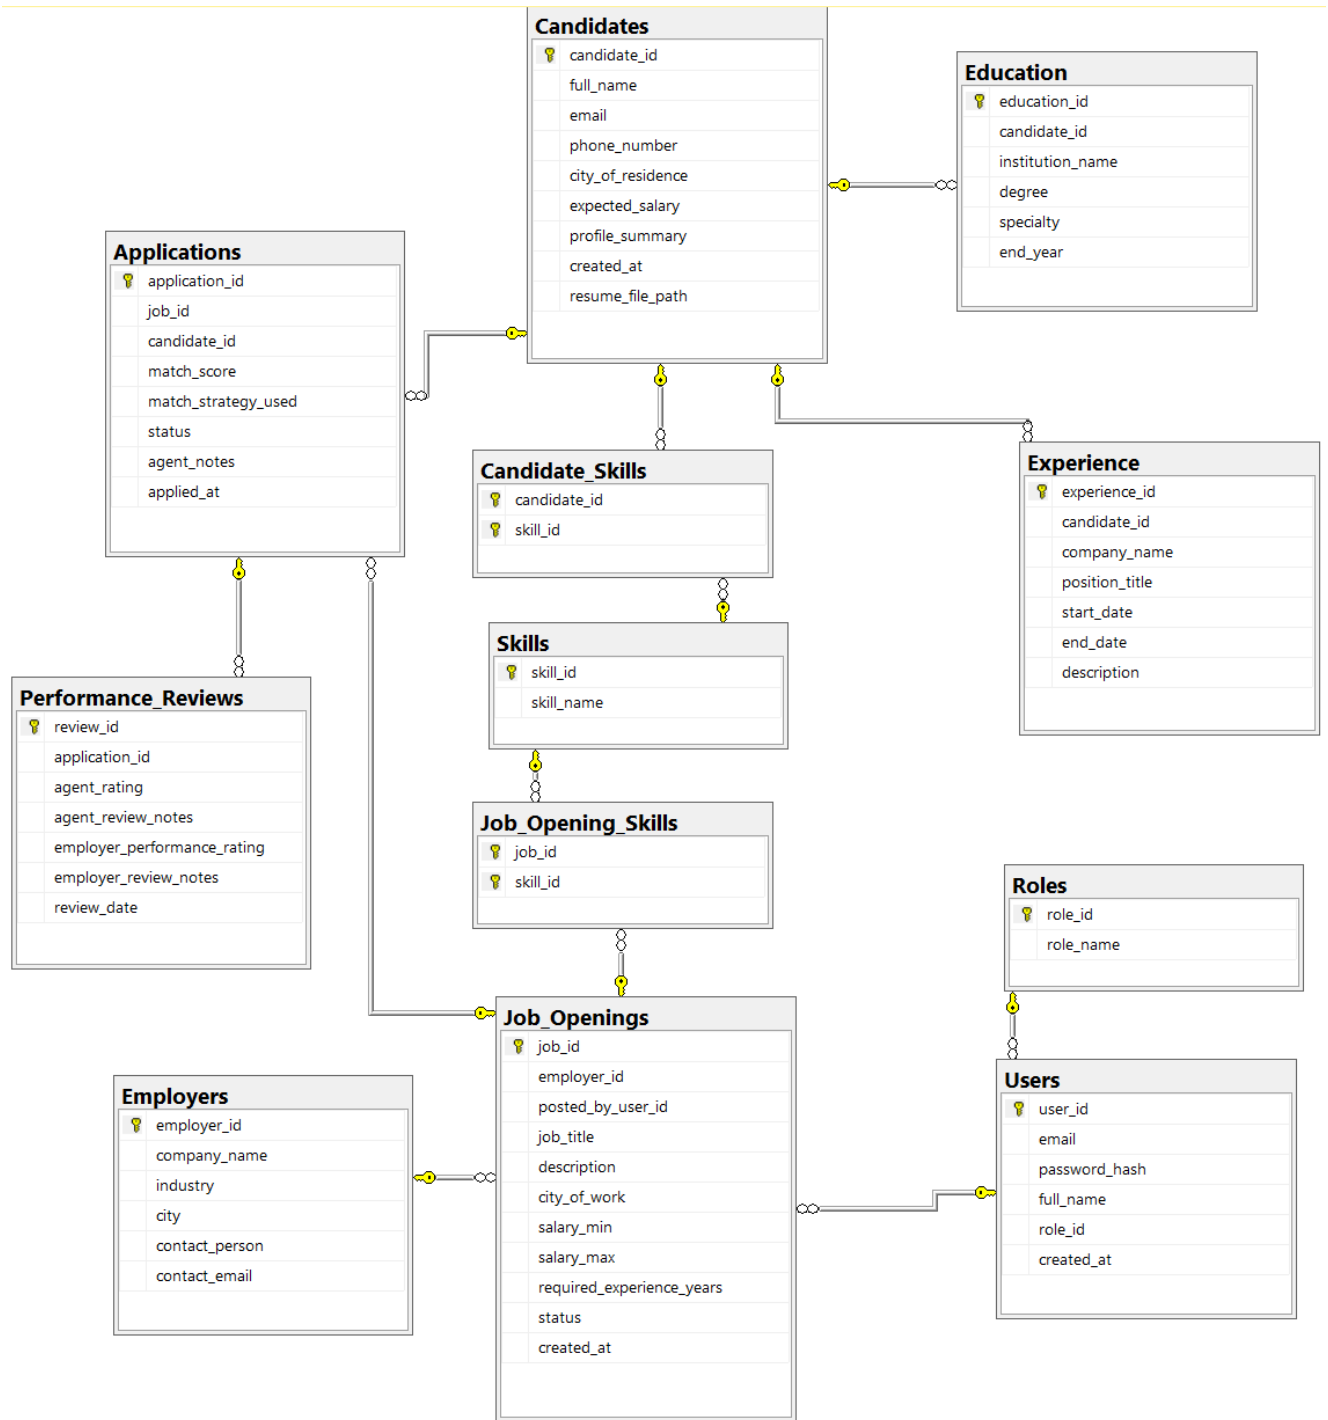 Candidates
candidate_id
full_name
email
phone_number
city_of_residence
expected_salary
profile_summary
created_at
resume_file_path
Education
education_id
candidate_id
institution_name
degree
specialty
end_year
Applications
application_id
job_id
candidate_id
match_score
match_strategy_used
status
agent_notes
applied_at
Candidate_Skills
candidate_id
skill_id
Experience
experience_id
candidate_id
company_name
position_title
start_date
end_date
description
Skills
skill_id
skill_name
Performance_Reviews
review_id
application_id
agent_rating
agent_review_notes
employer_performance_rating
employer_review_notes
review_date
Job_Opening_Skills
job_id
skill_id
Roles
role_id
role_name
Job_Openings
job_id
employer_id
posted_by_user_id
job_title
description
city_of_work
salary_min
salary_max
required_experience_years
status
created_at
Employers
employer_id
company_name
industry
city
contact_person
contact_email
Users
user_id
email
password_hash
full_name
role_id
created_at